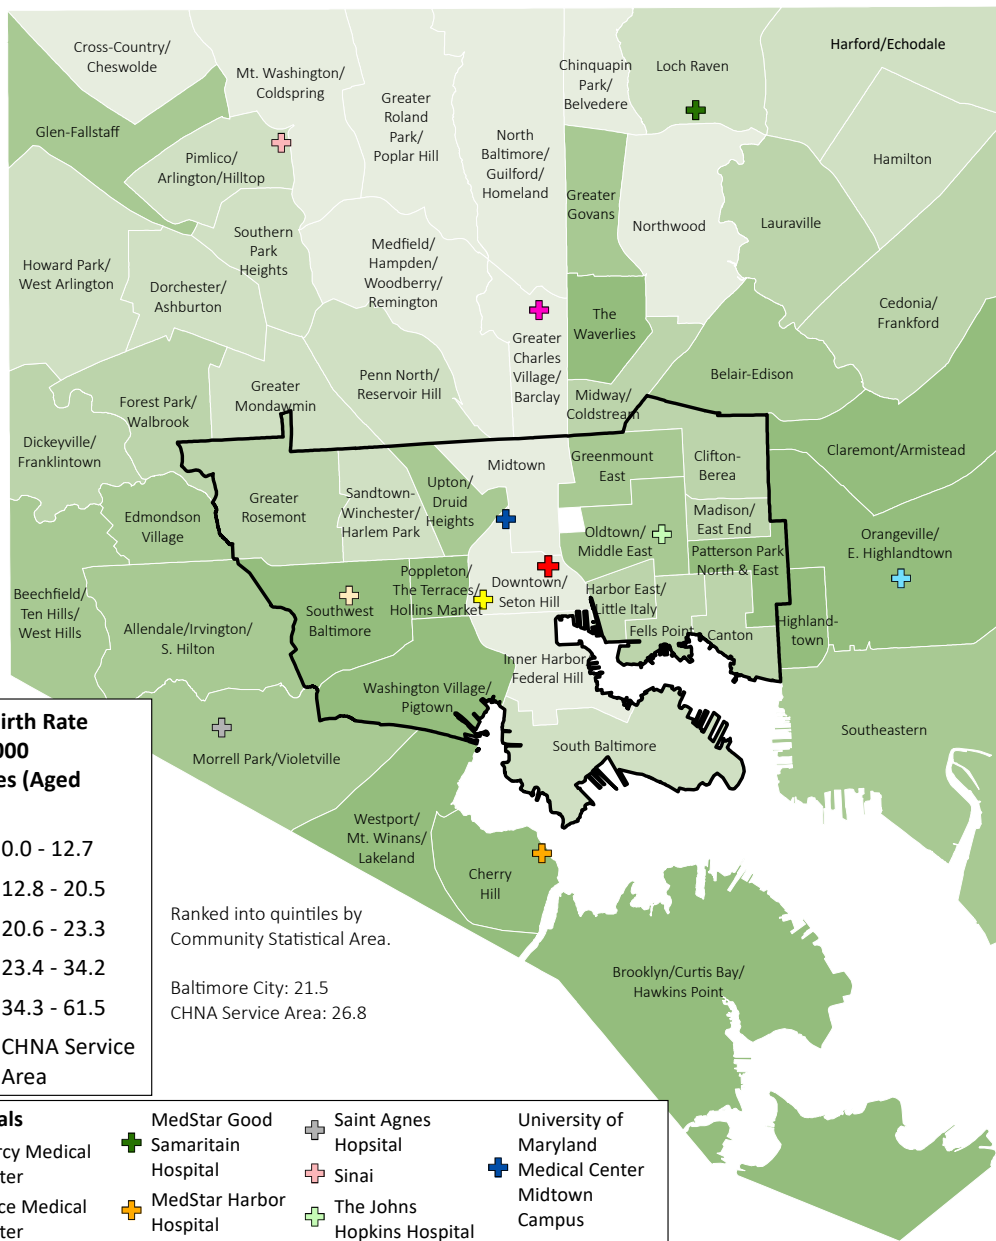 Cross-Country/
Cheswolde
Mt. Washington/
Coldspring
Greater
Roland
Park/
Poplar Hill
Chinquapin
Park/
Belvedere
Loch Raven
Harford/Echodale
Glen-Fallstaff
Pimlico/
Arlington/Hilltop
North
Baltimore/
Guilford/
Homeland
Hamilton
Greater
Govans
Northwood
Lauraville
Southern
Park
Heights
Medfield/
Hampden/
Woodberry/
Remington
Howard Park/
West Arlington
Dorchester/
Ashburton
Cedonia/
Frankford
The
Waverlies
Greater
Charles
Village/
Barclay
Belair-Edison
Penn North/
Reservoir Hill
Greater
Mondawmin
Midway/
Coldstream
Forest Park/
Walbrook
Dickeyville/
Franklintown
Claremont/Armistead
Midtown
Greenmount
East
Clifton-
Berea
Upton/
Druid
Heights
Sandtown-
Winchester/
Harlem Park
Greater
Rosemont
Madison/
East End
Edmondson
Village
Oldtown/
Middle East
Orangeville/
E. Highlandtown
Patterson Park
North & East
Poppleton/
The Terraces/
Hollins Market
Downtown/
Seton Hill
Harbor East/
Little Italy
Beechfield/
Ten Hills/
West Hills
Southwest
Baltimore
Allendale/Irvington/
S. Hilton
Fells Point
Canton
Highland-
town
Inner Harbor/
Federal Hill
Washington Village/
Pigtown
Southeastern
South Baltimore
Morrell Park/Violetville
Westport/
Mt. Winans/
Lakeland
Cherry
Hill
Brooklyn/Curtis Bay/
Hawkins Point
irth Rate
000
es (Aged
0.0 - 12.7
12.8 - 20.5
20.6 - 23.3
23.4 - 34.2
34.3 - 61.5
CHNA Service
Area
Ranked into quintiles by
Community Statistical Area.
Baltimore City: 21.5
CHNA Service Area: 26.8
als
rcy Medical
ter
ce Medical
ter
MedStar Good
Samaritain
Hospital
MedStar Harbor
Hospital
Saint Agnes
Hopsital
Sinai
The Johns
Hopkins Hospital
University of
Maryland
Medical Center
Midtown
Campus